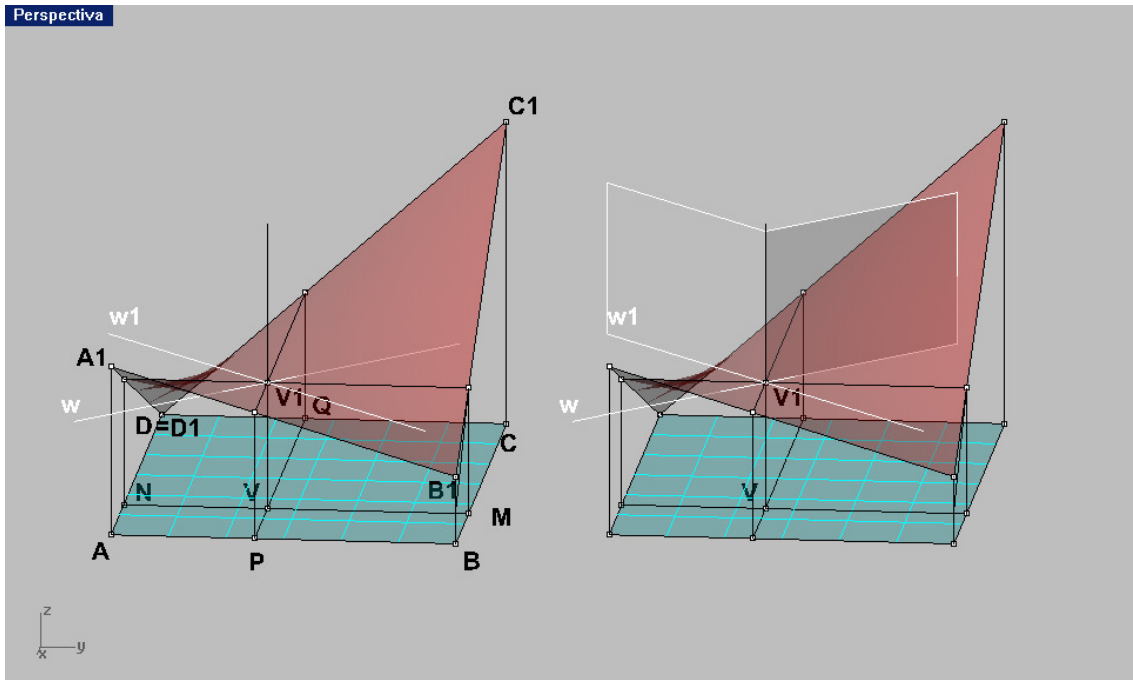 Perspectiva
C1
w1 w1
A1
w V1 Q w V1
D=D1
C
N V B1 V
M
A
P B
z
y
x